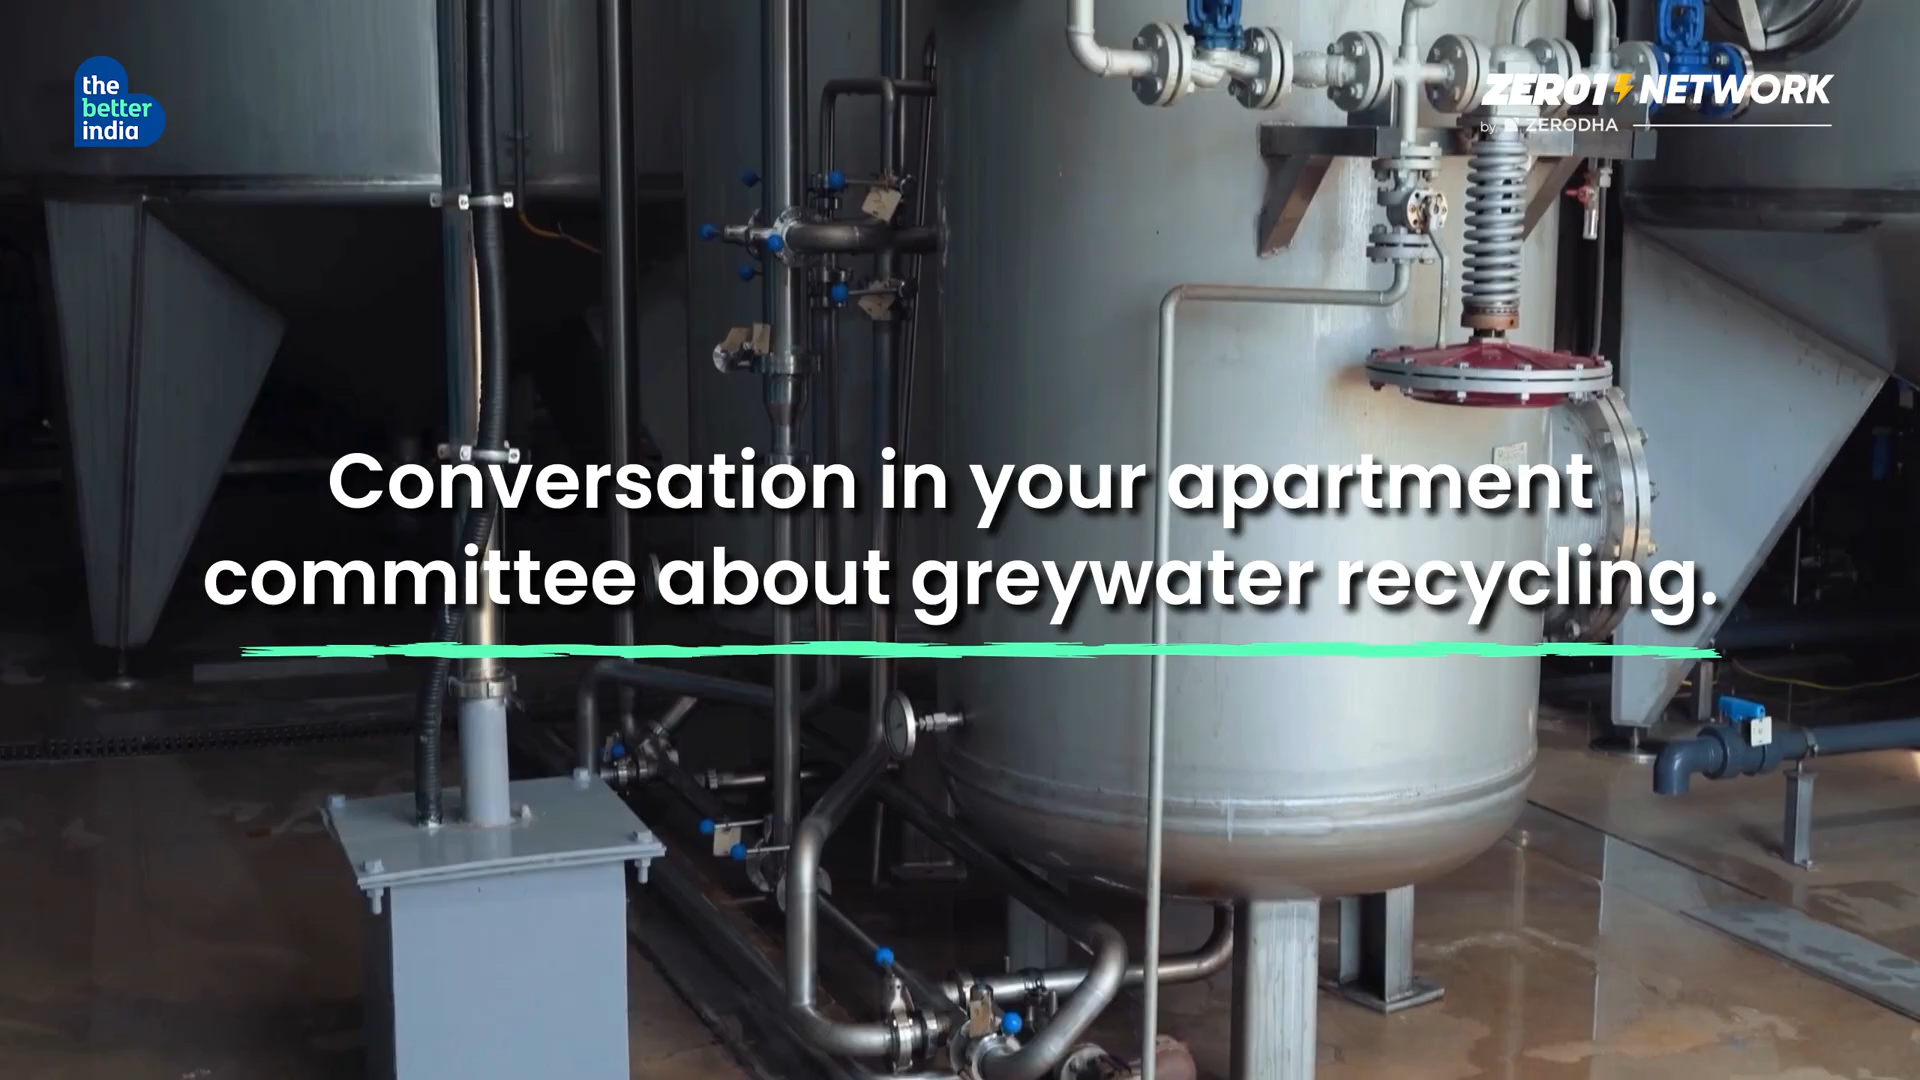 the
better
india
ZERO1 NETWORK
by ZERODHA
Conversation in your apartment
committee about greywater recycling.